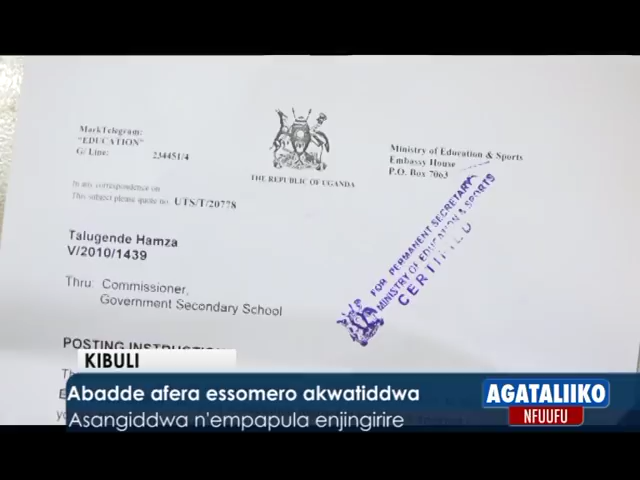 MarkTelegram:
"EDUCATION"
G/ Line: 234451/4
THE REPUBLIC OF UGANDA
Ministry of Education & Sports
Embassy House
P.O. Box 7063
In any correspondence on
This subject please quote no. UTS/T/20778
FOR PERMANENT SECRETARY
MINISTRY OF EDUCATION & SPORTS
CERTIFIED
Talugende Hamza
V/2010/1439
Thru: Commissioner,
Government Secondary School
POSTING
KIBULI
Abadde afera essomero akwatiddwa
Asangiddwa n'empapula enjingirire
AGATALIIKO
NFUUFU